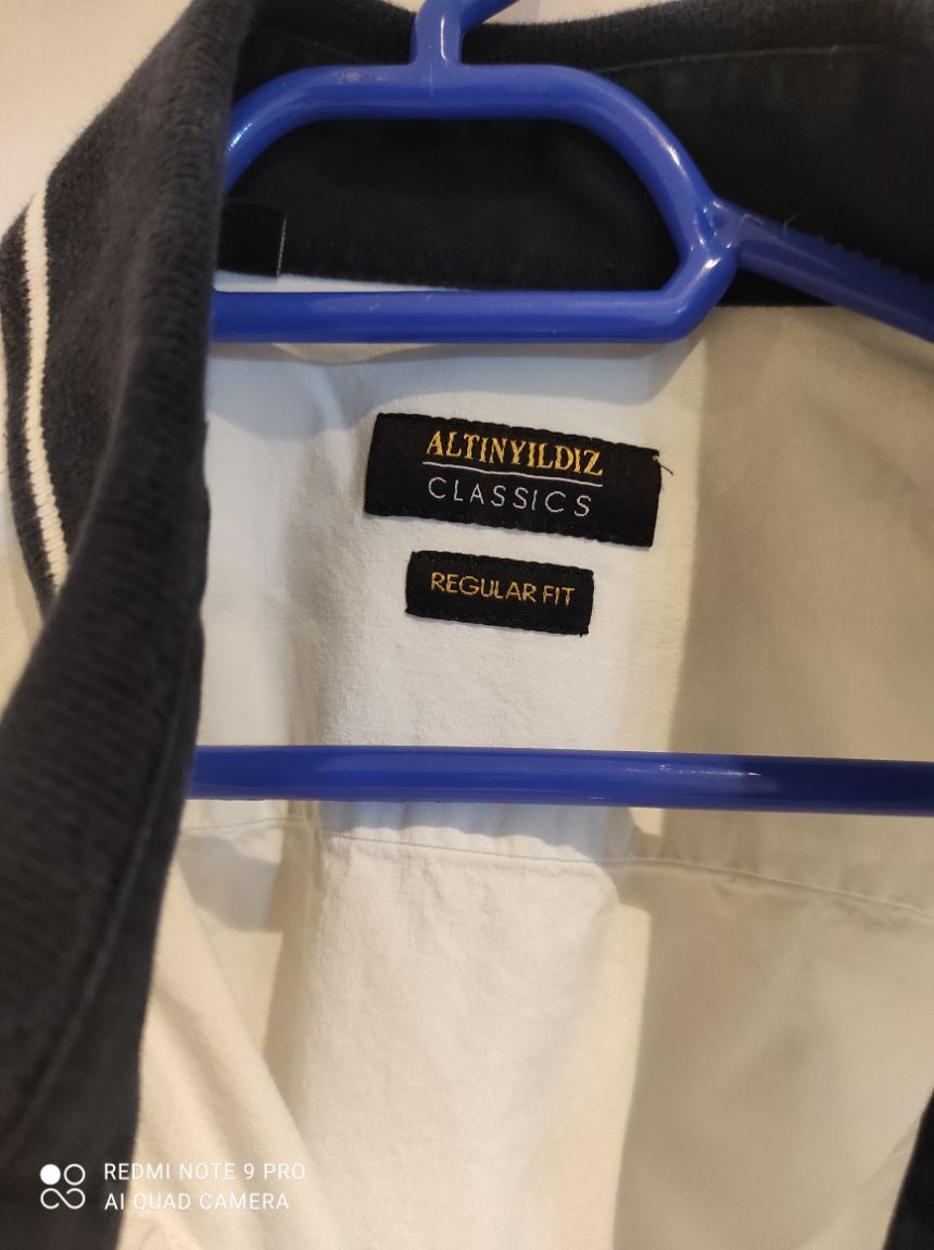 ALTINYILDIZ
CLASSICS
REGULAR FIT
REDMI NOTE 9 PRO
AI QUAD CAMERA